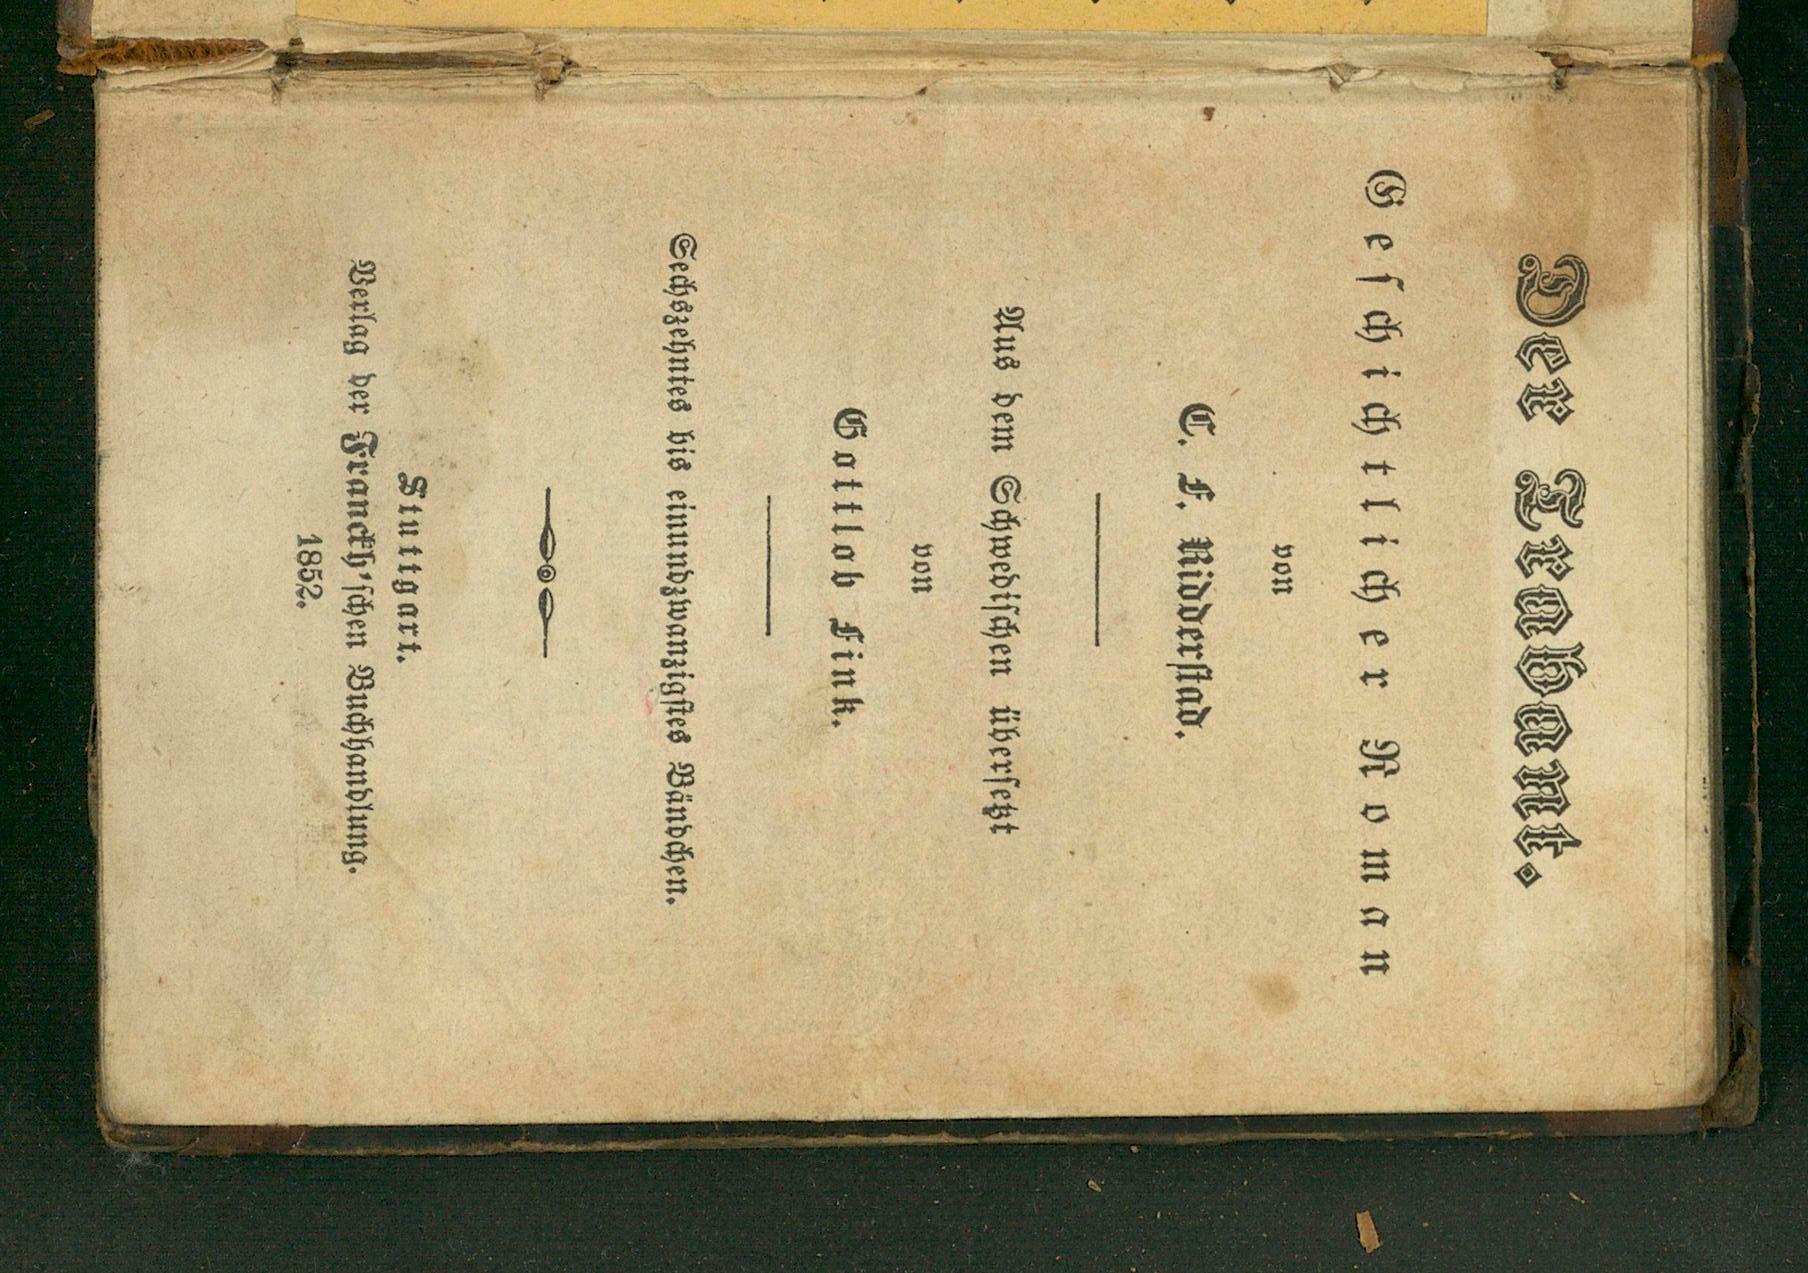 Der Trabant.
Geſchichtlicher Roman
von
C. F. Ridderſtad.
Aus dem Schwediſchen überſetzt
von
Gottlob Fink.
Sechszehntes bis einundzwanzigſtes Bändchen.
Stuttgart.
Verlag der Franckh'ſchen Buchhandlung.
1852.